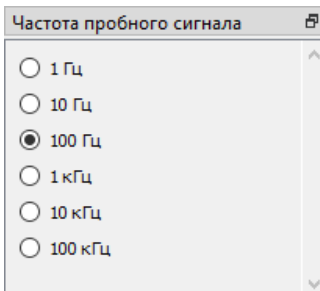 Частота пробного сигнала
1 Гц
10 Гц
100 Гц
1 кГц
10 кГц
100 кГц